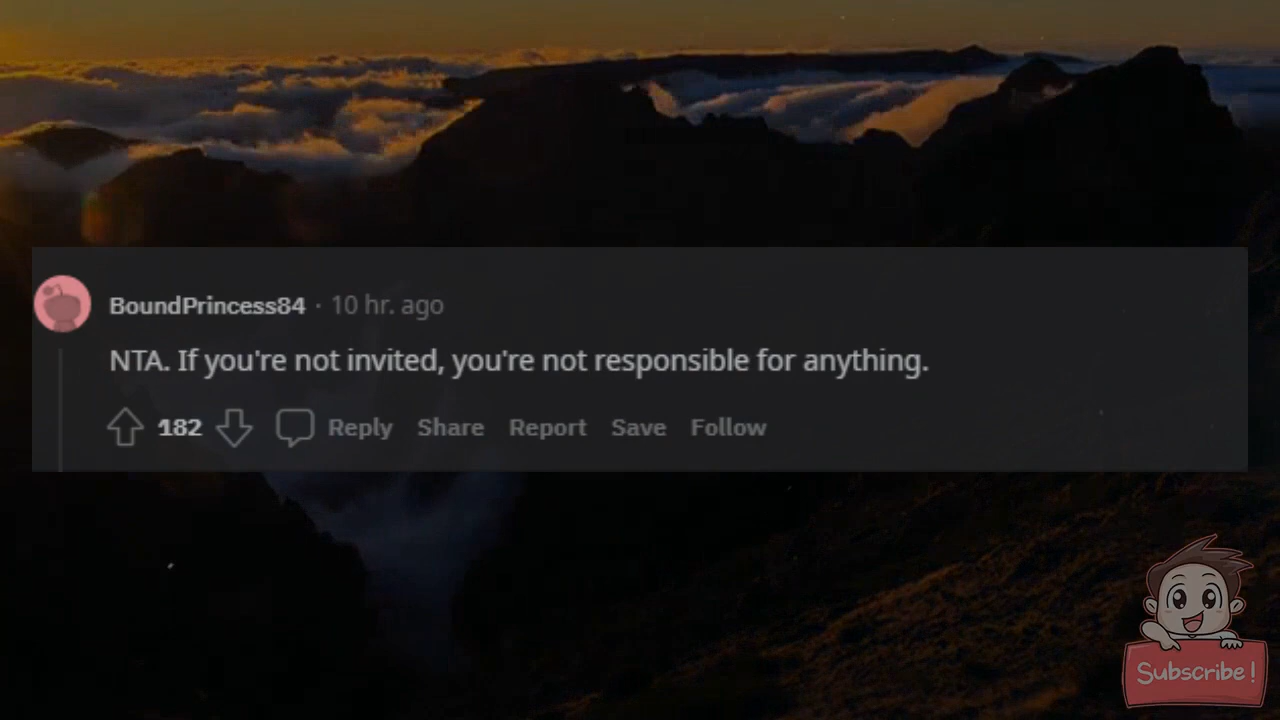 BoundPrincess84 · 10 hr. ago
NTA. If you're not invited, you're not responsible for anything.
182 Reply Share Report Save Follow
Subscribe!